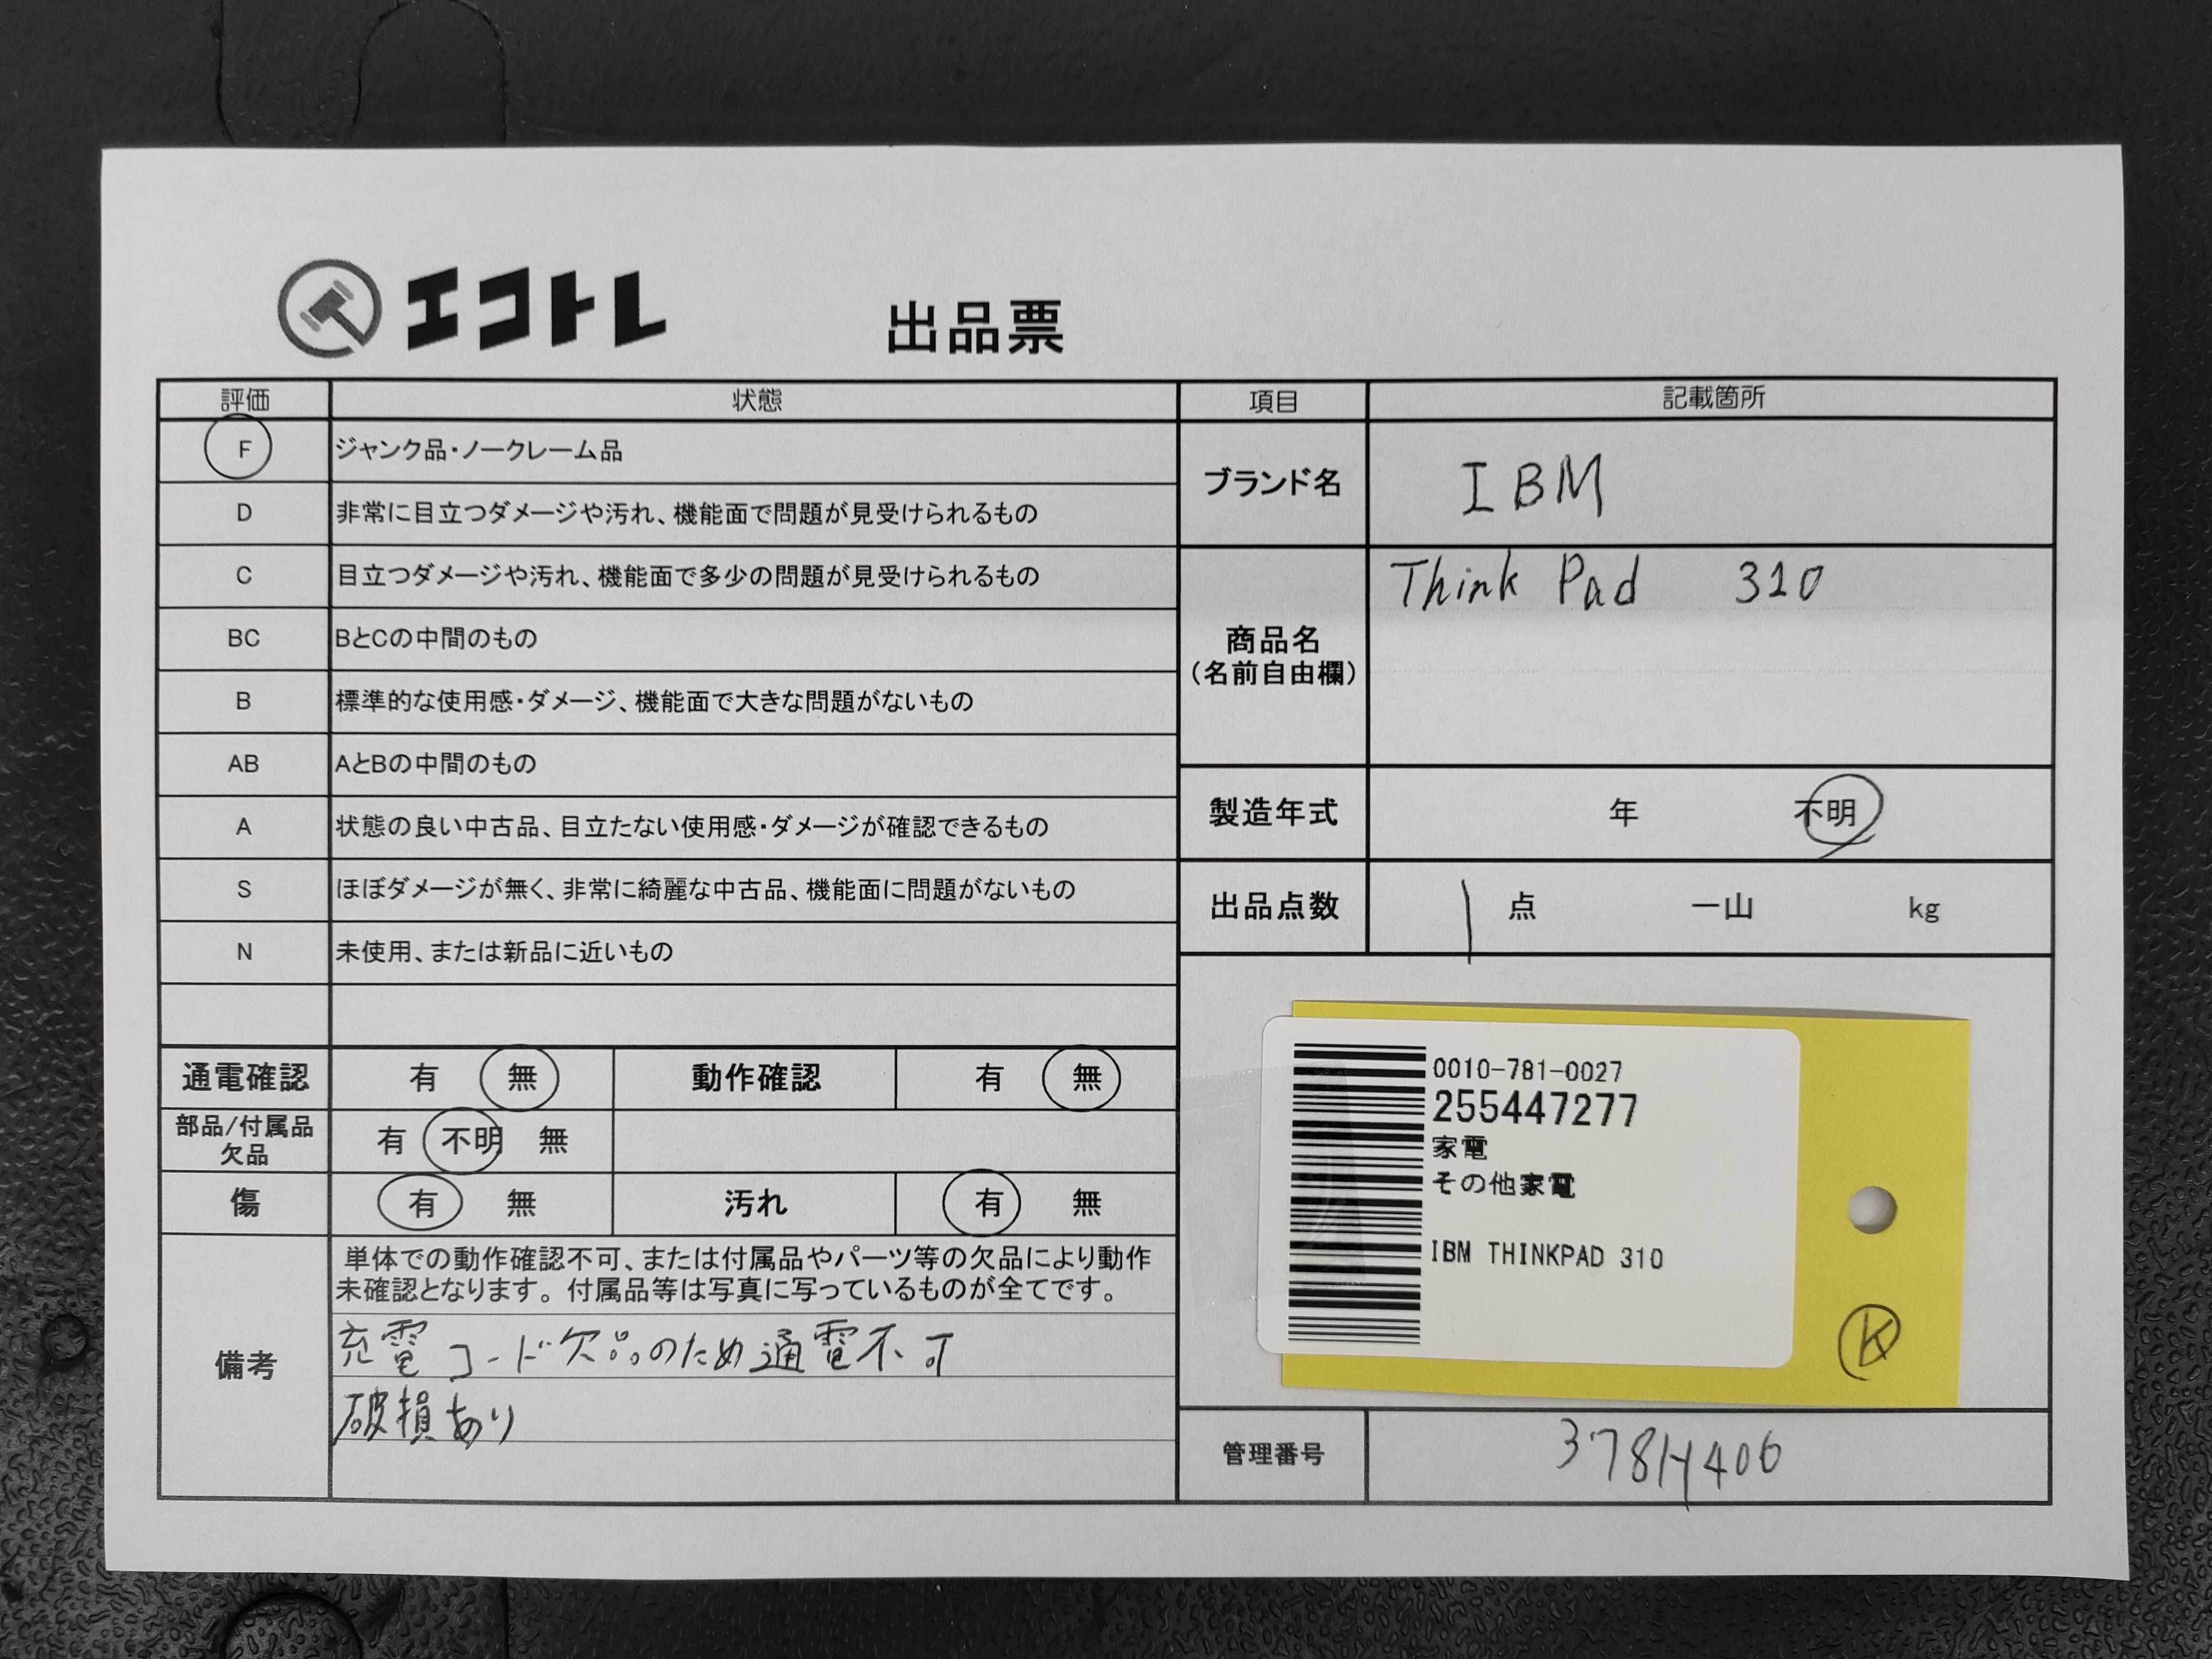 エコトレ
出品票
評価 状態
F ジャンク品・ノークレーム品
D 非常に目立つダメージや汚れ、機能面で問題が見受けられるもの
C 目立つダメージや汚れ、機能面で多少の問題が見受けられるもの
BC BとCの中間のもの
B 標準的な使用感・ダメージ、機能面で大きな問題がないもの
AB AとBの中間のもの
A 状態の良い中古品、目立たない使用感・ダメージが確認できるもの
S ほぼダメージが無く、非常に綺麗な中古品、機能面に問題がないもの
N 未使用、または新品に近いもの
通電確認 有 無 動作確認 有 無
部品/付属品
欠品
有 不明 無
傷 有 無 汚れ 有 無
備考
単体での動作確認不可、または付属品やパーツ等の欠品により動作
未確認となります。付属品等は写真に写っているものが全てです。
充電コード欠品のため通電不可
破損あり
項目 記載箇所
ブランド名 IBM
商品名
(名前自由欄)
Think Pad 310
製造年式 年 不明
出品点数 1 点 一山 kg
0010-781-0027
255447277
家電
その他家電
IBM THINKPAD 310
K
管理番号 378H406